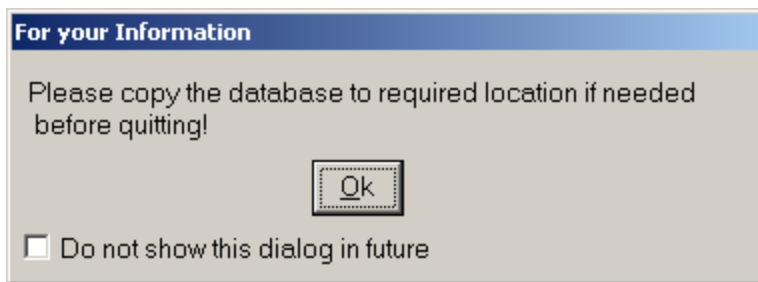 For your Information
Please copy the database to required location if needed
before quitting!
Ok
Do not show this dialog in future